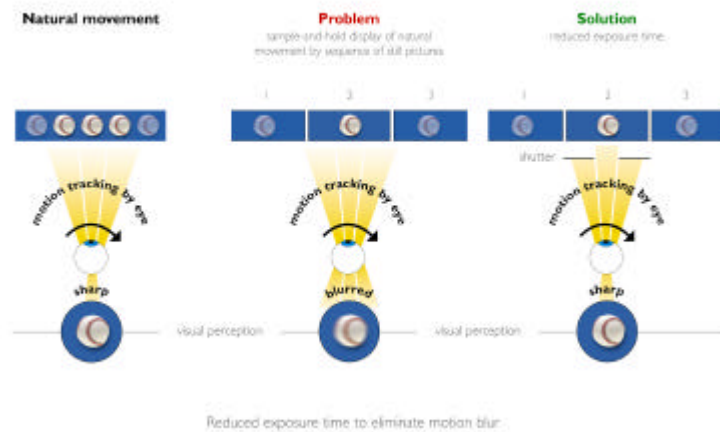 Natural movement
Problem
sample-and-hold display of natural
movement by sequence of still pictures
Solution
reduced exposure time
1 2 3
1 2 3
shutter
motion tracking by eye
motion tracking by eye
motion tracking by eye
sharp
blurred
sharp
visual perception
visual perception
Reduced exposure time to eliminate motion blur